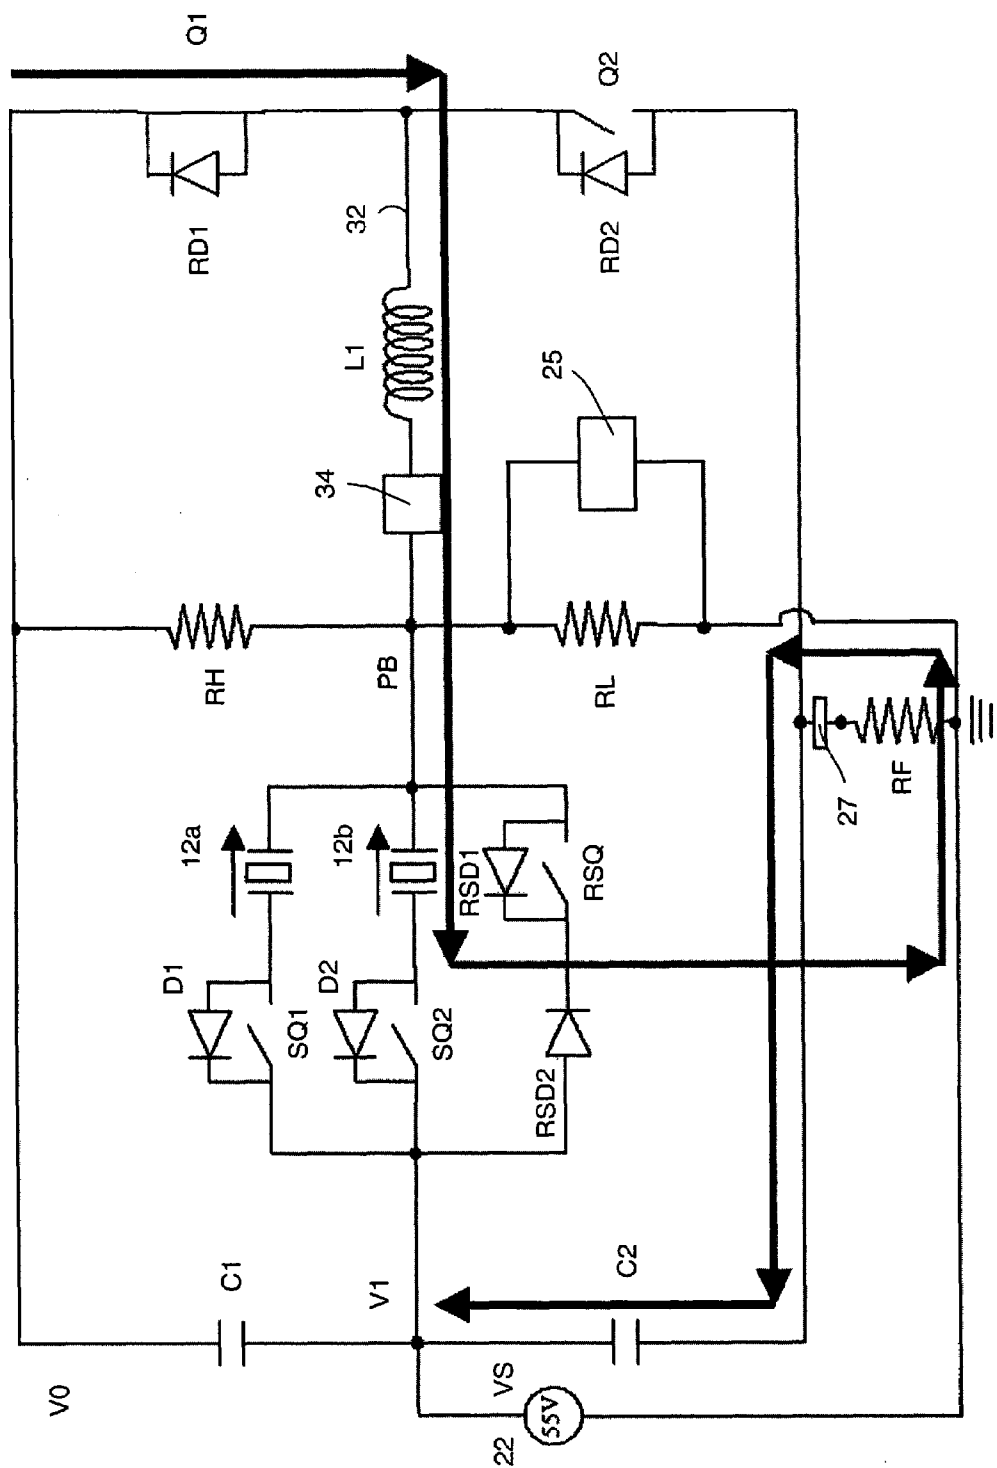 Q1
Q2
RD1
RD2
32
L1
25
34
RH
PB
RL
RF
27
12a
12b
RSD1
RSQ
D1
D2
SQ1
SQ2
RSD2
C1
V1
C2
V0
VS
22
55V